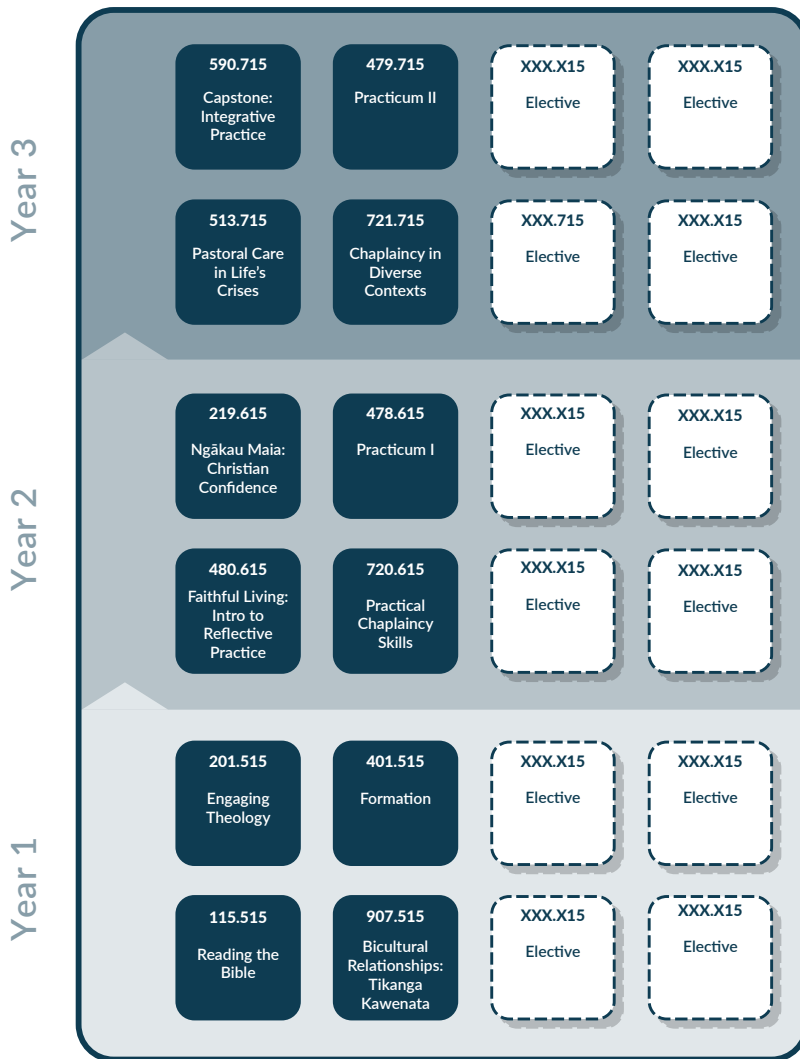 Year 3
590.715
Capstone:
Integrative
Practice
479.715
Practicum II
XXX.X15
Elective
XXX.X15
Elective
513.715
Pastoral Care
in Life's
Crises
721.715
Chaplaincy in
Diverse
Contexts
XXX.715
Elective
XXX.X15
Elective
Year 2
219.615
Ngākau Maia:
Christian
Confidence
478.615
Practicum I
XXX.X15
Elective
XXX.X15
Elective
480.615
Faithful Living:
Intro to
Reflective
Practice
720.615
Practical
Chaplaincy
Skills
XXX.X15
Elective
XXX.X15
Elective
Year 1
201.515
Engaging
Theology
401.515
Formation
XXX.X15
Elective
XXX.X15
Elective
115.515
Reading the
Bible
907.515
Bicultural
Relationships:
Tikanga
Kawenata
XXX.X15
Elective
XXX.X15
Elective